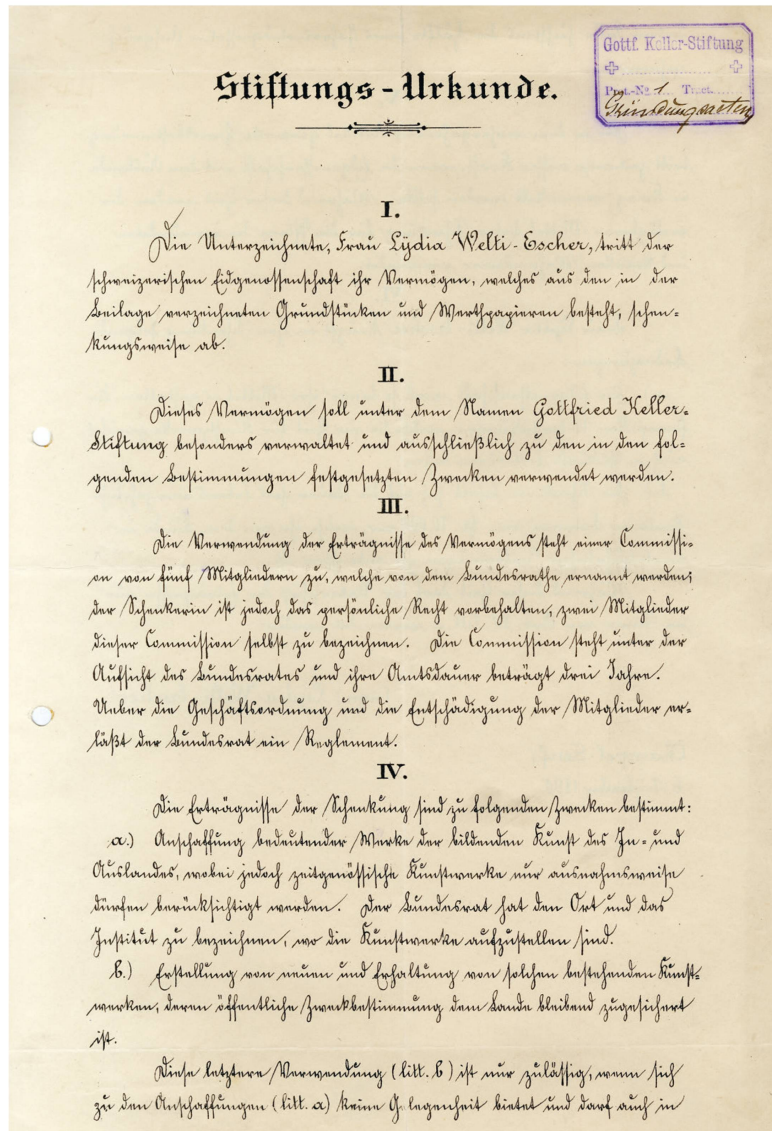 Stiftungs-Urkunde.
Gottf. Keller-Stiftung
Prot.-No 1 Tract.
Gründungsakten
I.
Die Unterzeichnete, Frau Lydia Welti-Escher, tritt der
schweizerischen Eidgenossenschaft ihr Vermögen, welches aus den in der
Beilage verzeichneten Grundstücken und Werthpapieren besteht, schen-
kungsweise ab.
II.
Dieses Vermögen soll unter dem Namen Gottfried Keller-
Stiftung besonders verwaltet und ausschließlich zu den in den fol-
genden Bestimmungen festgesetzten Zwecken verwendet werden.
III.
Die Verwendung der Erträgnisse des Vermögens steht einer Commissi-
on von fünf Mitgliedern zu, welche von dem Bundesrathe ernannt werden;
der Schenkerin ist jedoch das persönliche Recht vorbehalten, zwei Mitglieder
dieser Commission selbst zu bezeichnen. Die Commission steht unter der
Aufsicht des Bundesrates und ihre Amtsdauer beträgt drei Jahre.
Ueber die Geschäftsordnung und die Entschädigung der Mitglieder er-
läßt der Bundesrat ein Reglement.
IV.
Die Erträgnisse der Schenkung sind zu folgenden Zwecken bestimmt:
a.) Anschaffung bedeutender Werke der bildenden Kunst des In- und
Auslandes, wobei jedoch zeitgenössische Kunstwerke nur ausnahmsweise
dürfen berücksichtigt werden. Der Bundesrat hat den Ort und das
Institut zu bezeichnen, wo die Kunstwerke aufzustellen sind.
b.) Erstellung von neuen und Erhaltung von solchen bestehenden Kunst-
werken, deren öffentliche Zweckbestimmung dem Lande bleibend zugesichert
ist.
Diese letztere Verwendung (litt. b) ist nur zulässig, wenn sich
zu den Anschaffungen (litt. a) keine Gelegenheit bietet und darf auch in